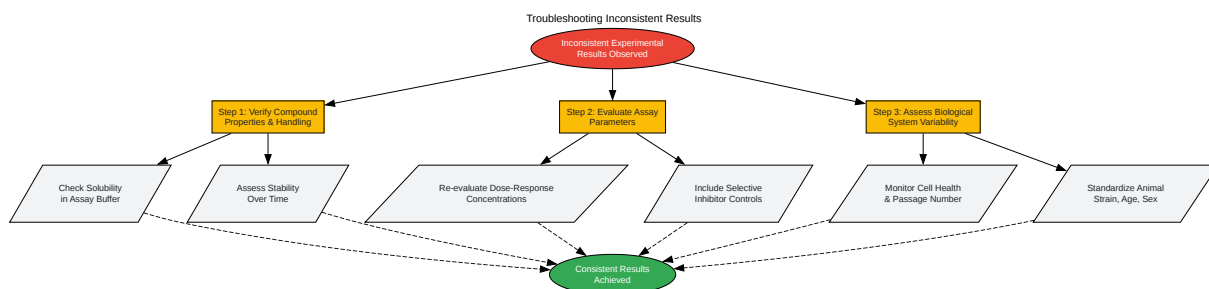 Troubleshooting Inconsistent Results
Inconsistent Experimental
Results Observed
Step 1: Verify Compound
Properties & Handling
Step 2: Evaluate Assay
Parameters
Step 3: Assess Biological
System Variability
Check Solubility
in Assay Buffer
Assess Stability
Over Time
Re-evaluate Dose-Response
Concentrations
Include Selective
Inhibitor Controls
Monitor Cell Health
& Passage Number
Standardize Animal
Strain, Age, Sex
Consistent Results
Achieved